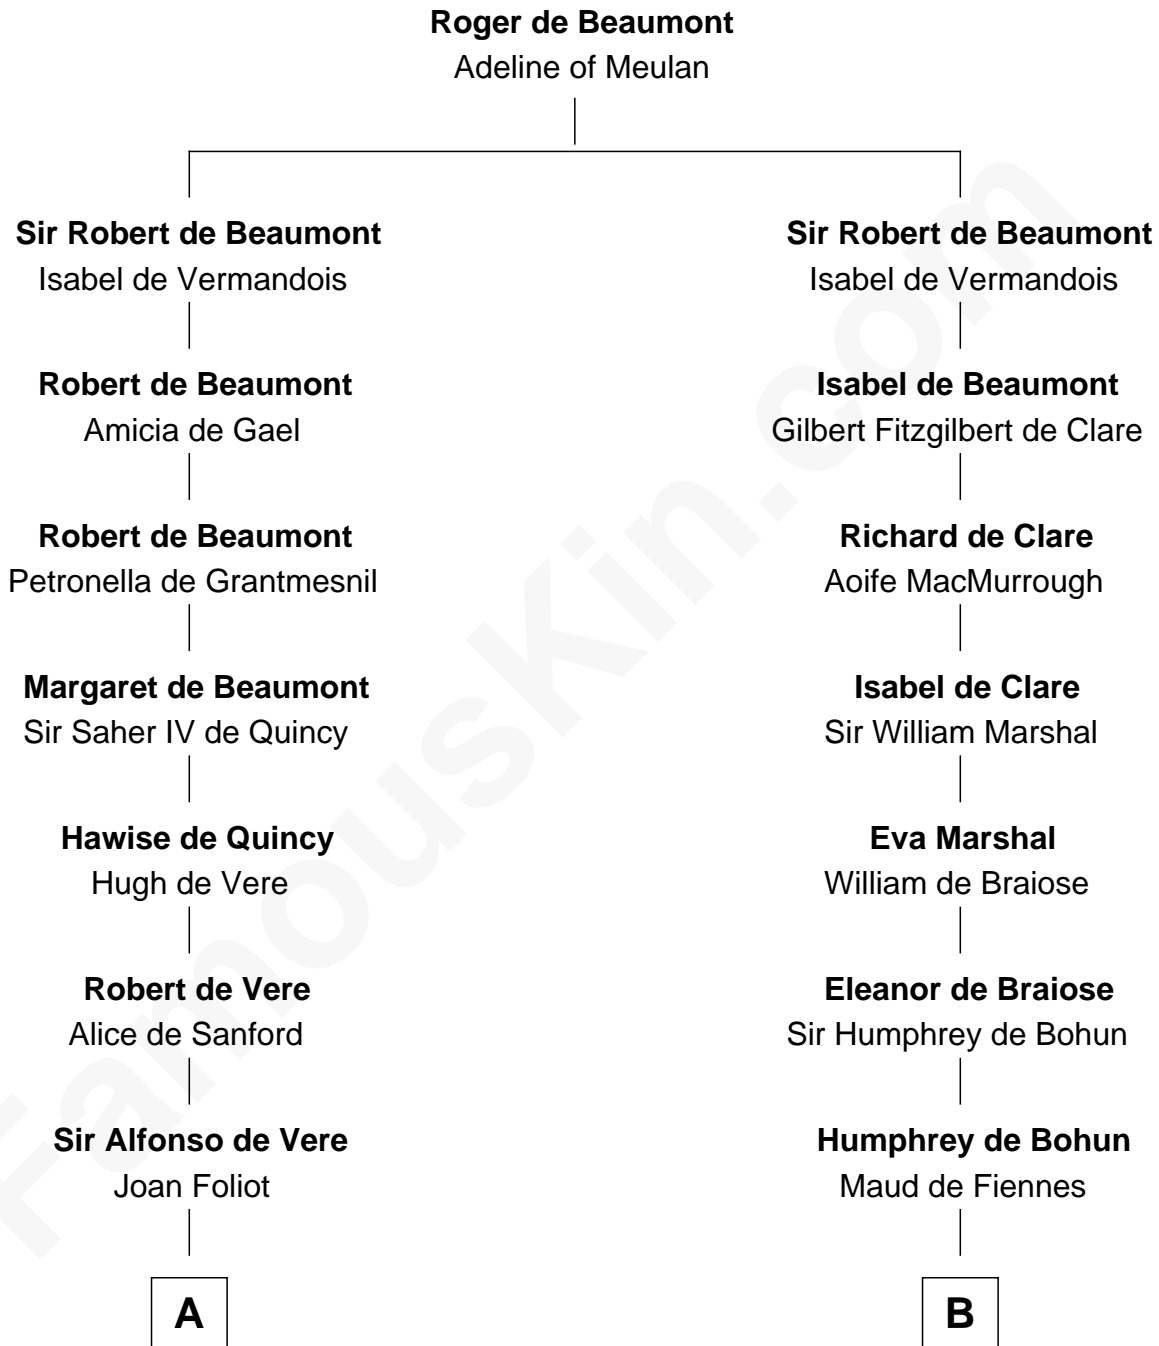 Roger de Beaumont
Adeline of Meulan
Sir Robert de Beaumont
Isabel de Vermandois
Robert de Beaumont
Amicia de Gael
Robert de Beaumont
Petronella de Grantmesnil
Margaret de Beaumont
Sir Saher IV de Quincy
Hawise de Quincy
Hugh de Vere
Robert de Vere
Alice de Sanford
Sir Alfonso de Vere
Joan Foliot
A
Sir Robert de Beaumont
Isabel de Vermandois
Isabel de Beaumont
Gilbert Fitzgilbert de Clare
Richard de Clare
Aoife MacMurrough
Isabel de Clare
Sir William Marshal
Eva Marshal
William de Braiose
Eleanor de Braiose
Sir Humphrey de Bohun
Humphrey de Bohun
Maud de Fiennes
B
FamousKin.com